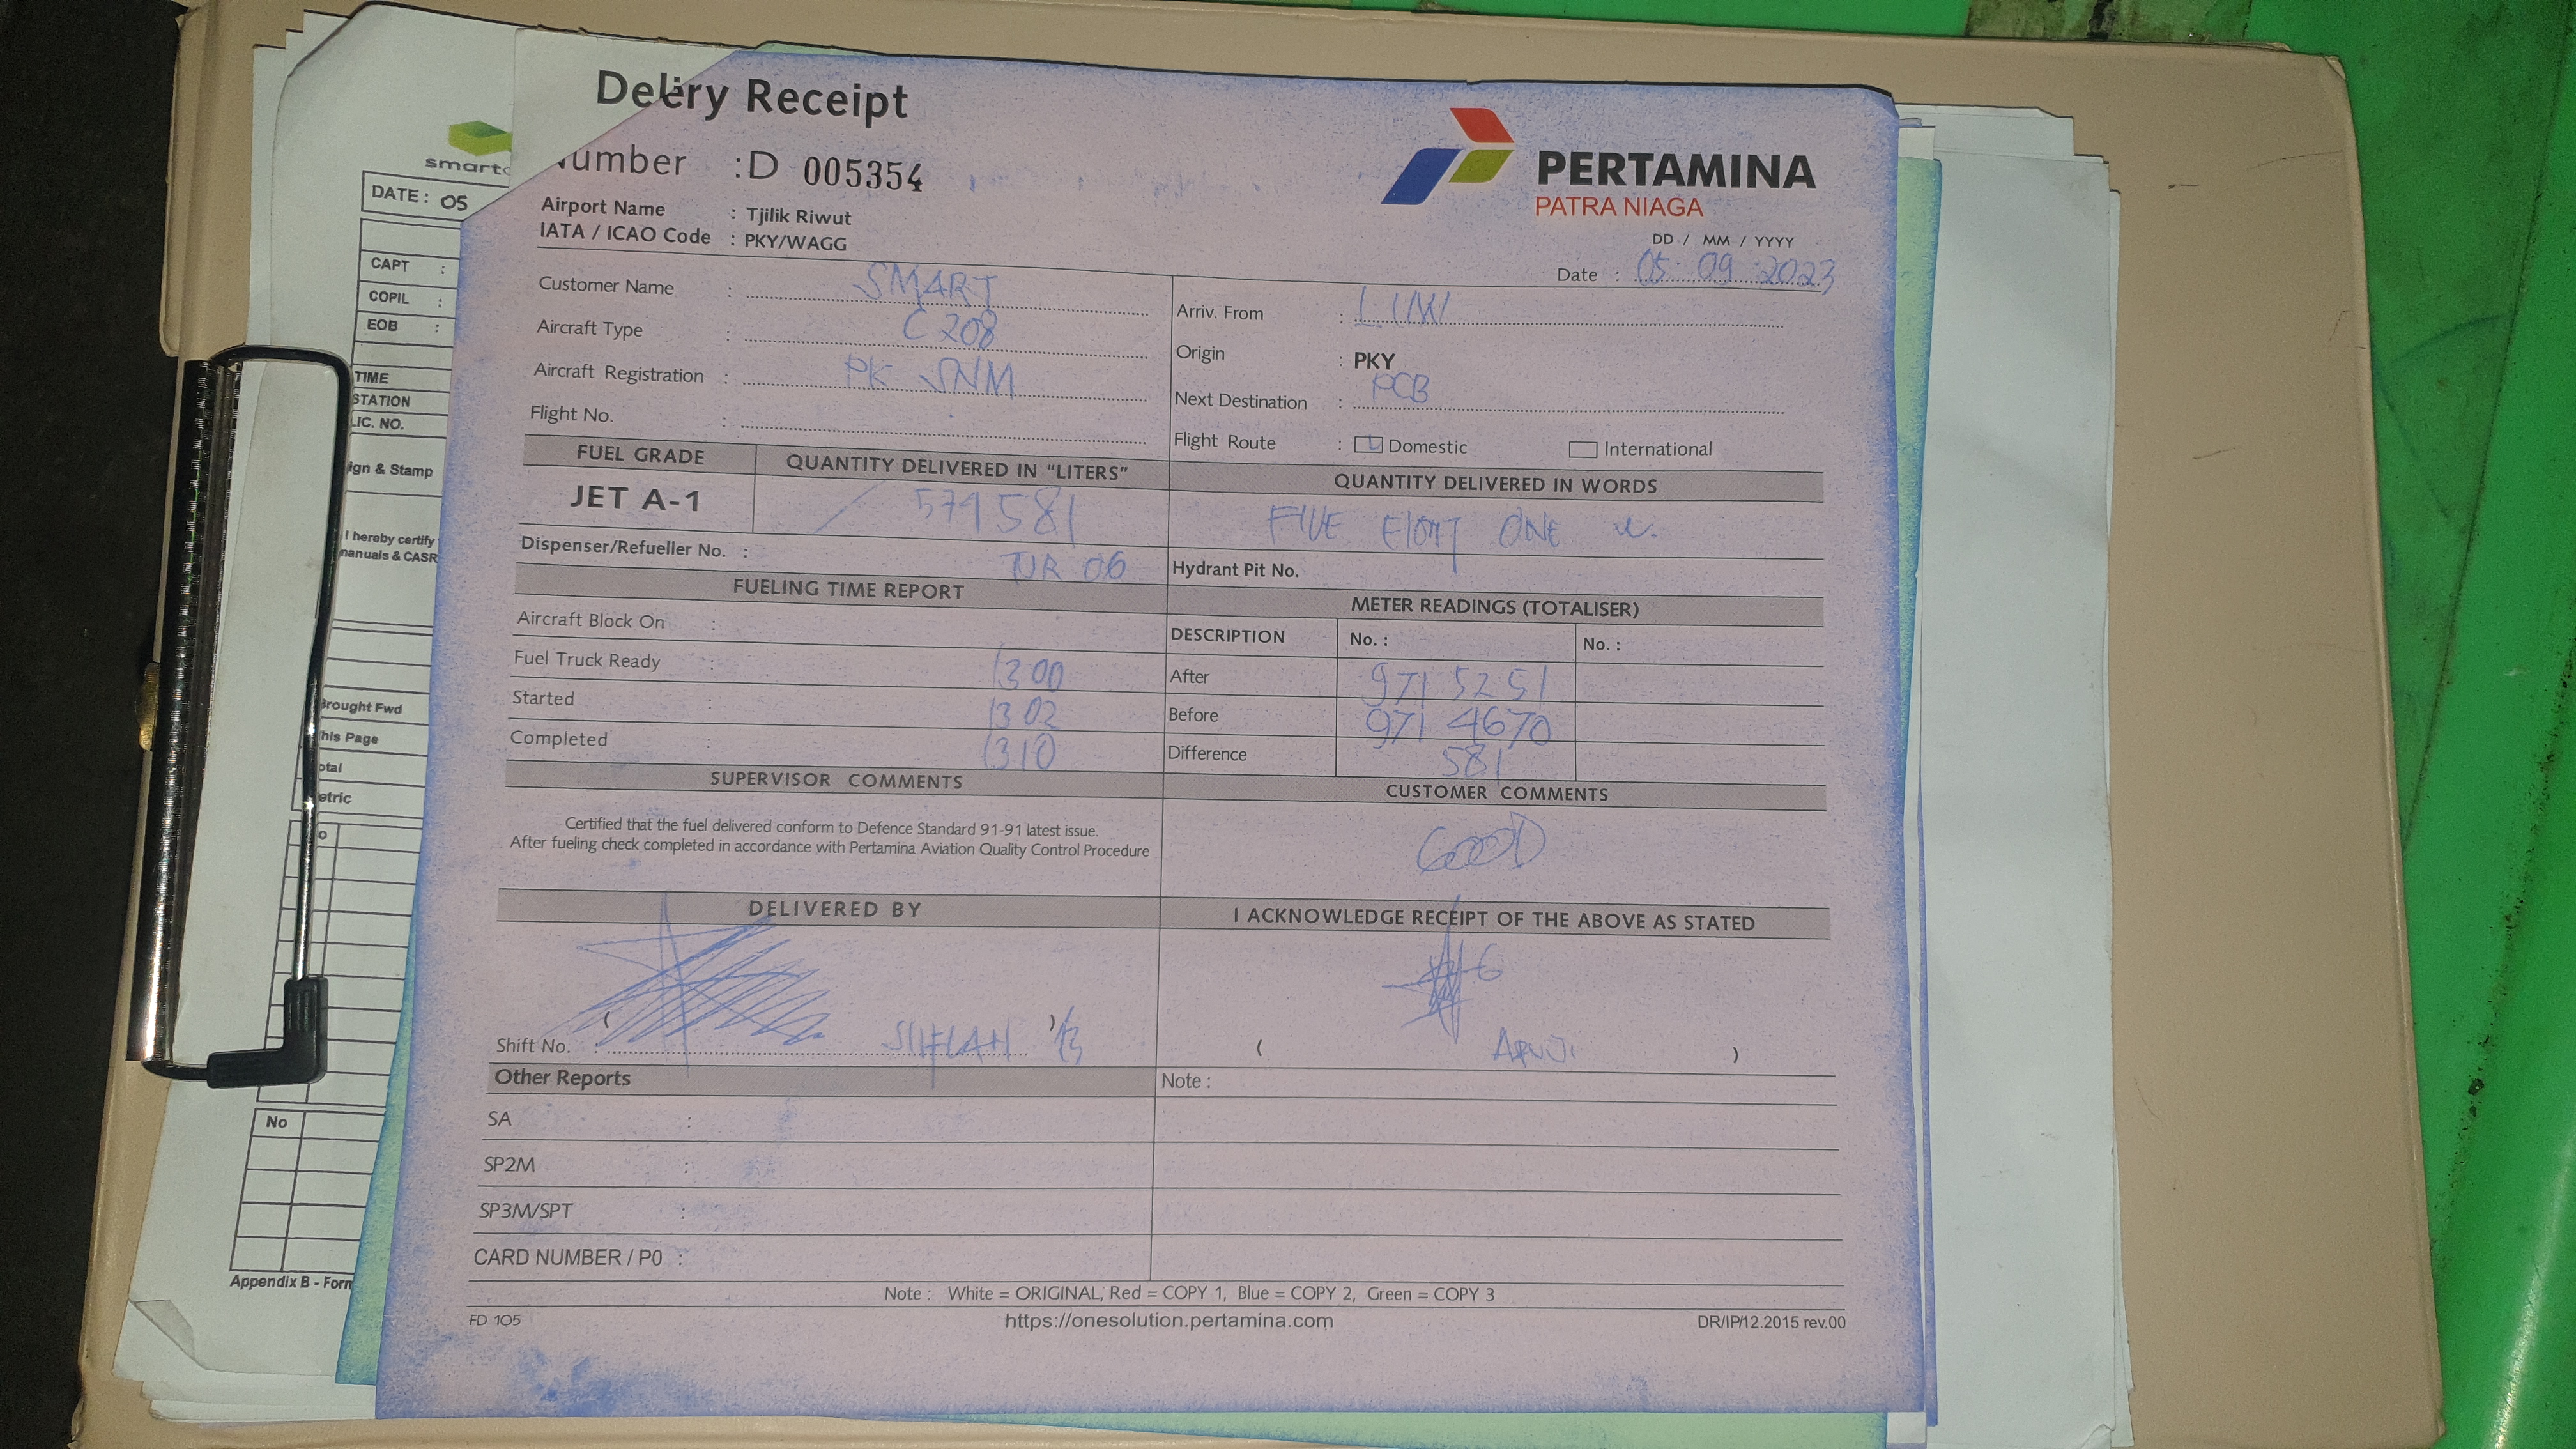 Delery Receipt
Number : D 005354
PERTAMINA
PATRA NIAGA
Airport Name : Tjilik Riwut
IATA / ICAO Code : PKY/WAGG
DD / MM / YYYY
Date : 05 09 2023
Customer Name : SMART
Aircraft Type : C 208
Aircraft Registration : PK SNM
Flight No. :
Arriv. From :
Origin : PKY
Next Destination : PCB
Flight Route : Domestic International
FUEL GRADE QUANTITY DELIVERED IN "LITERS" QUANTITY DELIVERED IN WORDS
JET A-1 581 FIVE EIGHT ONE
Dispenser/Refueller No. : 06
Hydrant Pit No.
FUELING TIME REPORT
Aircraft Block On :
Fuel Truck Ready : 1300
Started : 1302
Completed : 1310
METER READINGS (TOTALISER)
DESCRIPTION No. : No. :
After 971 5251
Before 971 4670
Difference 581
SUPERVISOR COMMENTS
Certified that the fuel delivered conform to Defence Standard 91-91 latest issue.
After fueling check completed in accordance with Pertamina Aviation Quality Control Procedure
CUSTOMER COMMENTS
GOOD
DELIVERED BY
( )
Shift No. :
I ACKNOWLEDGE RECEIPT OF THE ABOVE AS STATED
( )
Other Reports
SA :
SP2M :
SP3M/SPT :
CARD NUMBER / P0 :
Note :
Note : White = ORIGINAL, Red = COPY 1, Blue = COPY 2, Green = COPY 3
FD 105
https://onesolution.pertamina.com
DR/IP/12.2015 rev.00
smart
DATE : 05
CAPT :
COPIL :
EOB :
TIME
STATION
LIC. NO.
ign & Stamp
I hereby certify
manuals & CASR
Brought Fwd
This Page
otal
etric
o
No
Appendix B - Form